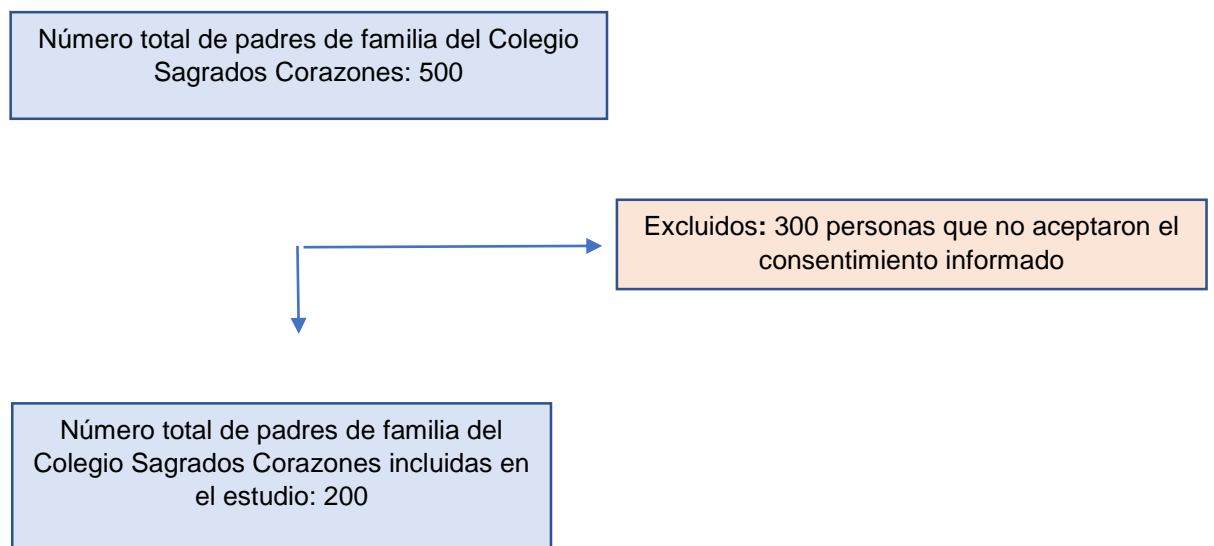 Número total de padres de familia del Colegio
Sagrados Corazones: 500
Excluidos: 300 personas que no aceptaron el
consentimiento informado
Número total de padres de familia del
Colegio Sagrados Corazones incluidas en
el estudio: 200